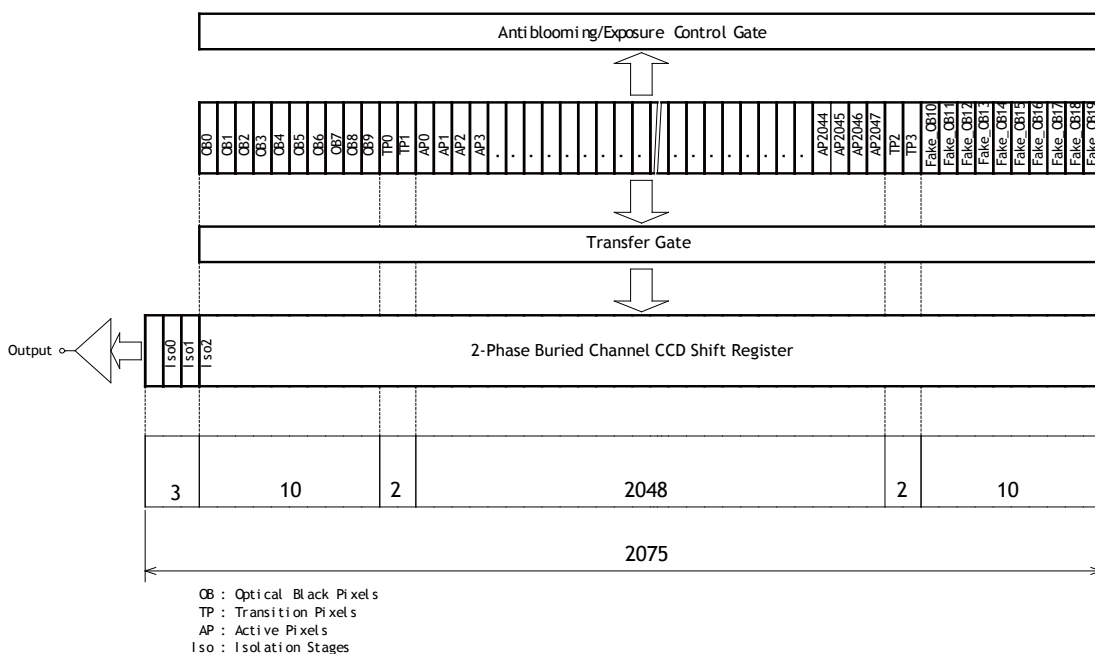 Antiblooming/Exposure Control Gate
OB0 OB1 OB2 OB3 OB4 OB5 OB6 OB7 OB8 OB9 TP0 TP1 AP0 AP1 AP2 AP3 . . . . . . . . . . . . . . . . . AP2044 AP2045 AP2046 AP2047 TP2 TP3 Fake_OB10 Fake_OB11 Fake_OB12 Fake_OB13 Fake_OB14 Fake_OB15 Fake_OB16 Fake_OB17 Fake_OB18 Fake_OB19
Transfer Gate
Output
Iso0 Iso1 Iso2
2-Phase Buried Channel CCD Shift Register
3 10 2 2048 2 10
2075
OB : Optical Black Pixels
TP : Transition Pixels
AP : Active Pixels
Iso : Isolation Stages